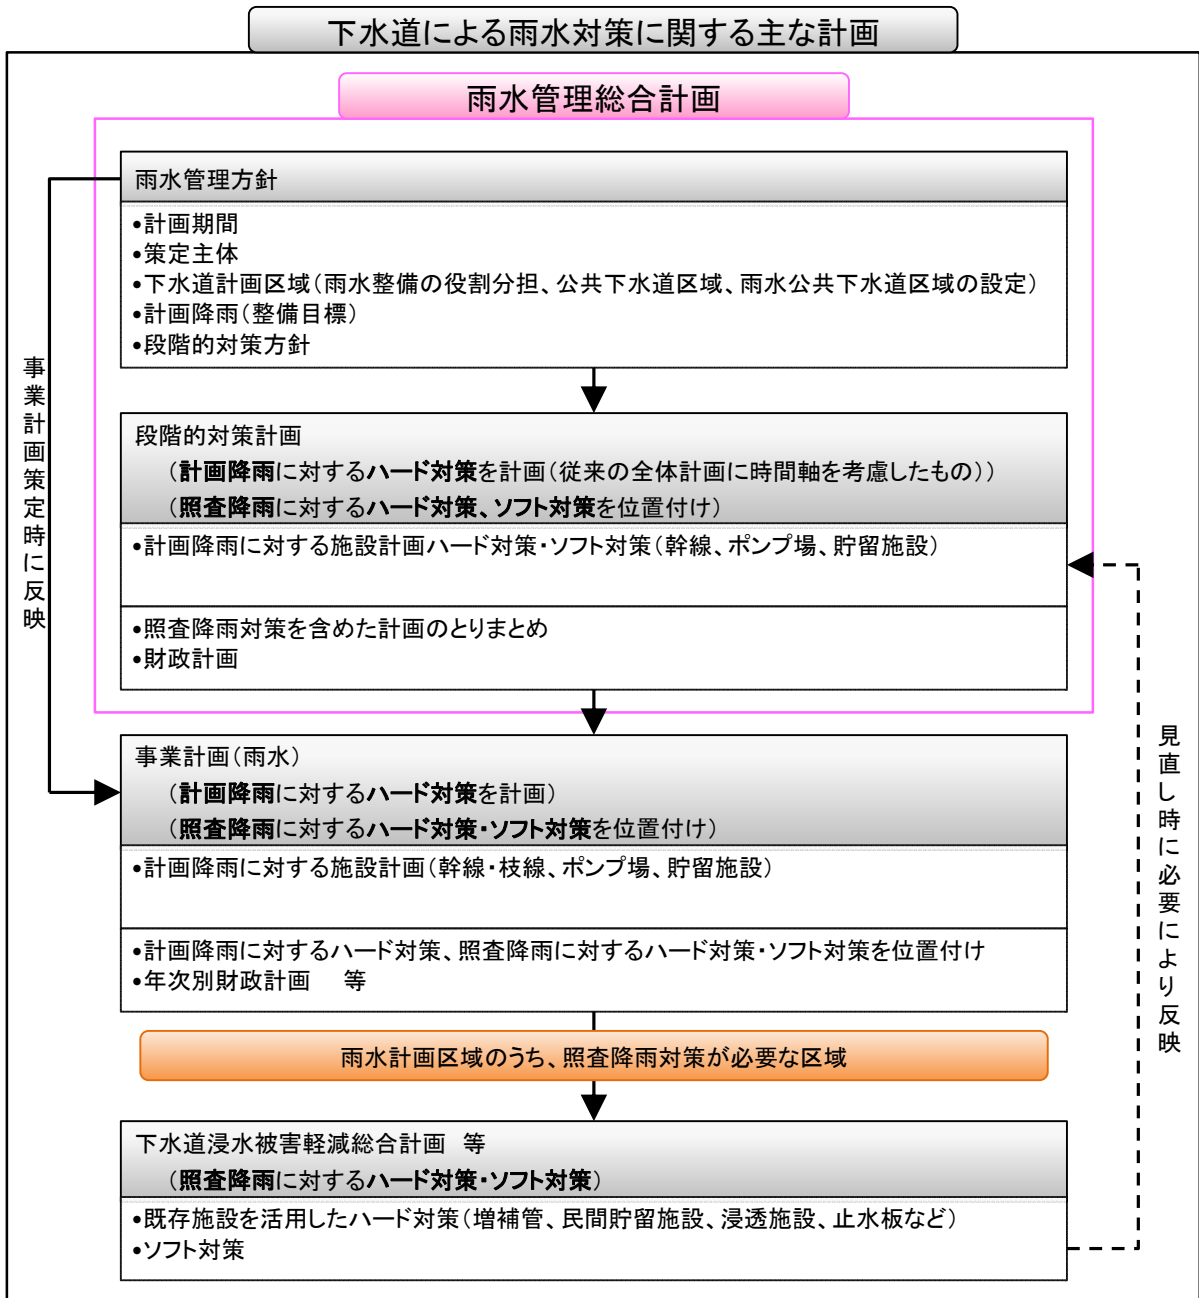 下水道による雨水対策に関する主な計画
雨水管理総合計画
雨水管理方針
•計画期間
•策定主体
•下水道計画区域(雨水整備の役割分担、公共下水道区域、雨水公共下水道区域の設定)
•計画降雨(整備目標)
•段階的対策方針
事業計画策定時に反映
段階的対策計画
(計画降雨に対するハード対策を計画(従来の全体計画に時間軸を考慮したもの))
(照査降雨に対するハード対策、ソフト対策を位置付け)
•計画降雨に対する施設計画ハード対策・ソフト対策(幹線、ポンプ場、貯留施設)
•照査降雨対策を含めた計画のとりまとめ
•財政計画
事業計画(雨水)
(計画降雨に対するハード対策を計画)
(照査降雨に対するハード対策・ソフト対策を位置付け)
•計画降雨に対する施設計画(幹線・枝線、ポンプ場、貯留施設)
•計画降雨に対するハード対策、照査降雨に対するハード対策・ソフト対策を位置付け
•年次別財政計画 等
見直し時に必要により反映
雨水計画区域のうち、照査降雨対策が必要な区域
下水道浸水被害軽減総合計画 等
(照査降雨に対するハード対策・ソフト対策)
•既存施設を活用したハード対策(増補管、民間貯留施設、浸透施設、止水板など)
•ソフト対策